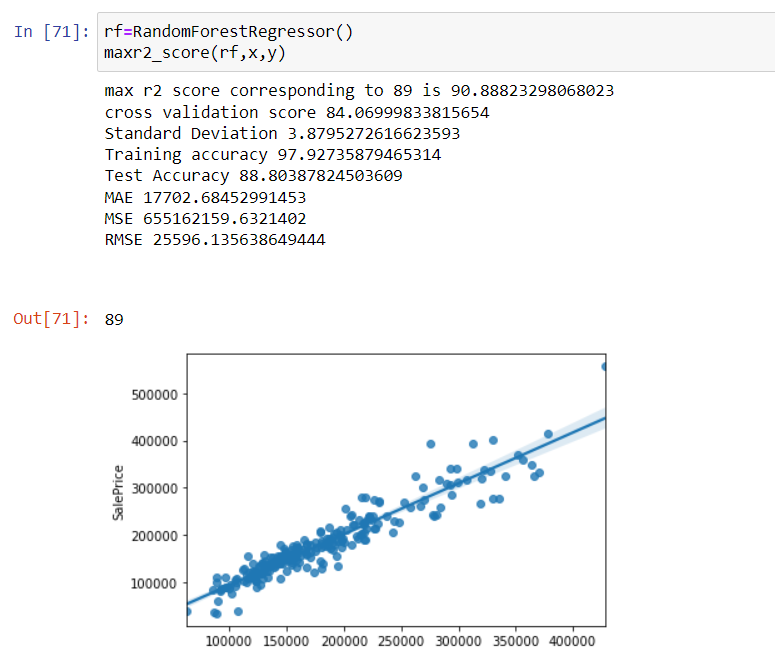 In [71]: rf=RandomForestRegressor()
maxr2_score(rf,x,y)
max r2 score corresponding to 89 is 90.88823298068023
cross validation score 84.06999833815654
Standard Deviation 3.8795272616623593
Training accuracy 97.92735879465314
Test Accuracy 88.80387824503609
MAE 17702.68452991453
MSE 655162159.6321402
RMSE 25596.135638649444
Out[71]: 89
500000
400000
300000
200000
100000
SalePrice
100000 150000 200000 250000 300000 350000 400000